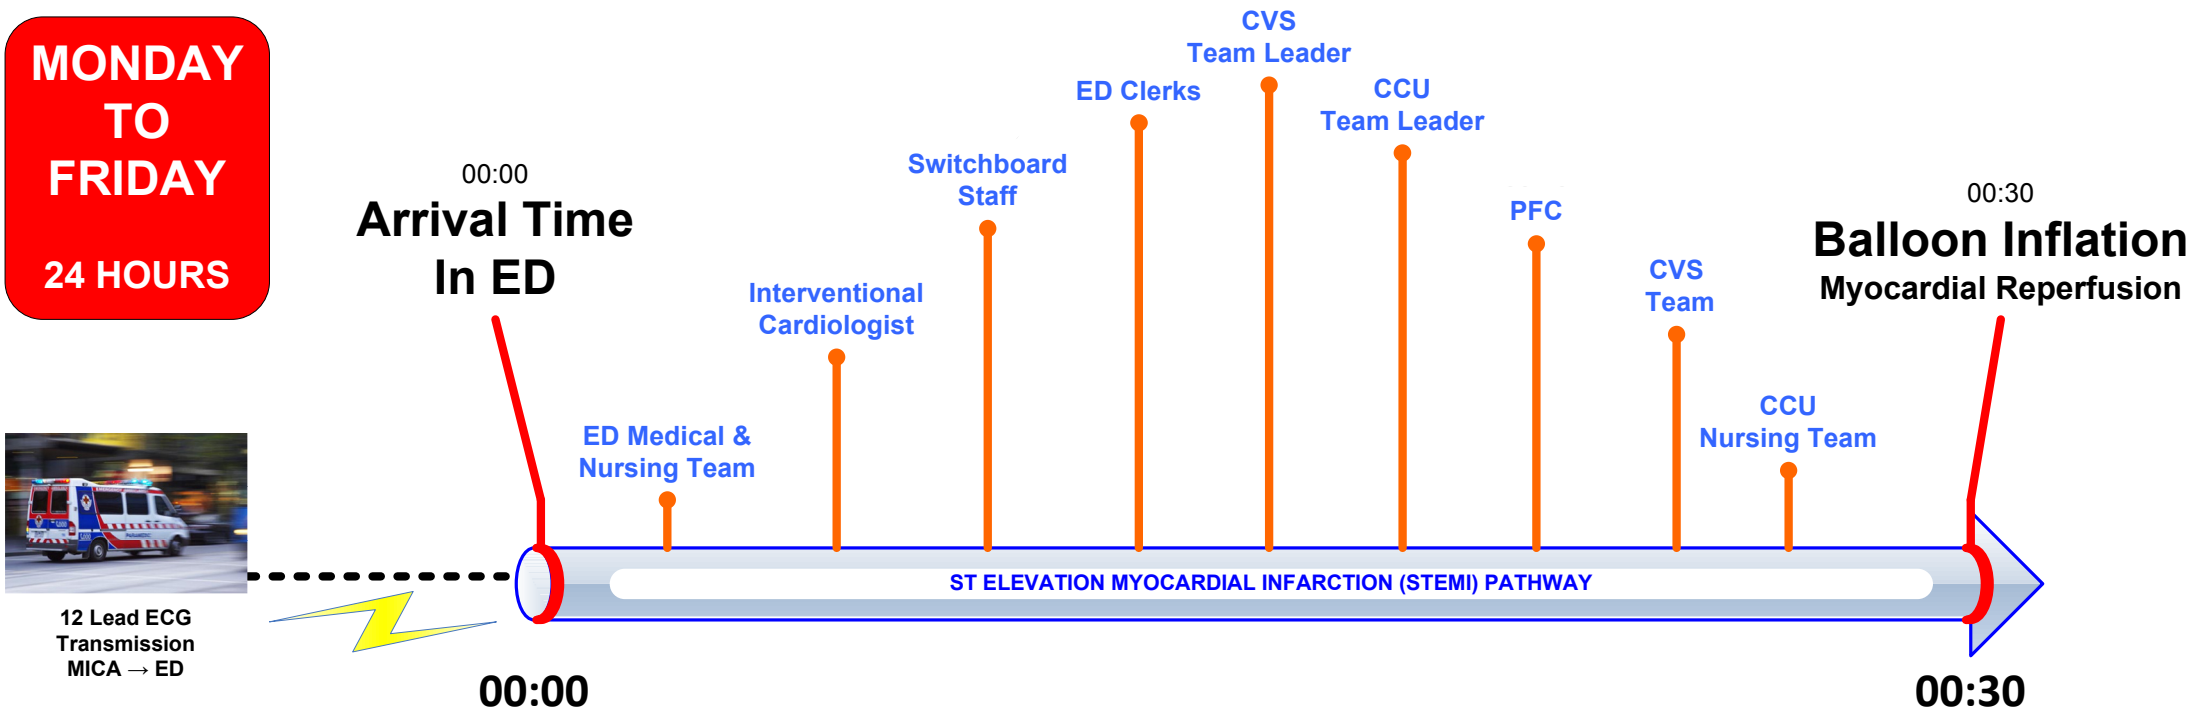 MONDAY
TO
FRIDAY
24 HOURS
00:00
Arrival Time
In ED
ED Medical &
Nursing Team
Interventional
Cardiologist
Switchboard
Staff
ED Clerks
CVS
Team Leader
CCU
Team Leader
PFC
CVS
Team
CCU
Nursing Team
00:30
Balloon Inflation
Myocardial Reperfusion
12 Lead ECG
Transmission
MICA → ED
ST ELEVATION MYOCARDIAL INFARCTION (STEMI) PATHWAY
00:00
00:30